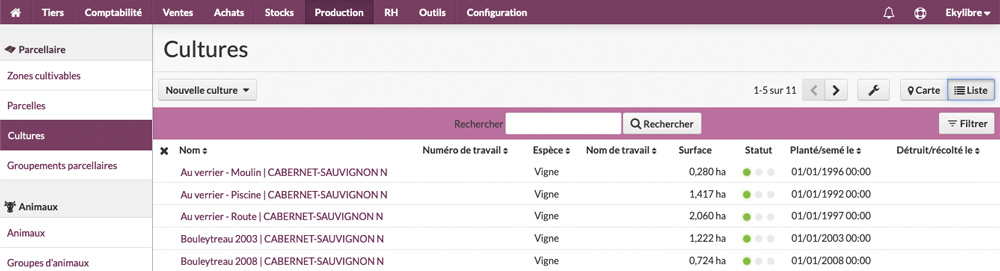 Tiers Comptabilité Ventes Achats Stocks Production RH Outils Configuration Ekylibre
Parcellaire
Zones cultivables
Parcelles
Cultures
Groupements parcellaires
Animaux
Animaux
Groupes d'animaux
Cultures
Nouvelle culture 1-5 sur 11 Carte Liste
Rechercher Rechercher Filtrer
Nom Numéro de travail Espèce Nom de travail Surface Statut Planté/semé le Détruit/récolté le
Au verrier - Moulin | CABERNET-SAUVIGNON N Vigne 0,280 ha 01/01/1996 00:00
Au verrier - Piscine | CABERNET-SAUVIGNON N Vigne 1,417 ha 01/01/1992 00:00
Au verrier - Route | CABERNET-SAUVIGNON N Vigne 2,060 ha 01/01/1997 00:00
Bouleytreau 2003 | CABERNET-SAUVIGNON N Vigne 1,222 ha 01/01/2003 00:00
Bouleytreau 2008 | CABERNET-SAUVIGNON N Vigne 0,724 ha 01/01/2008 00:00